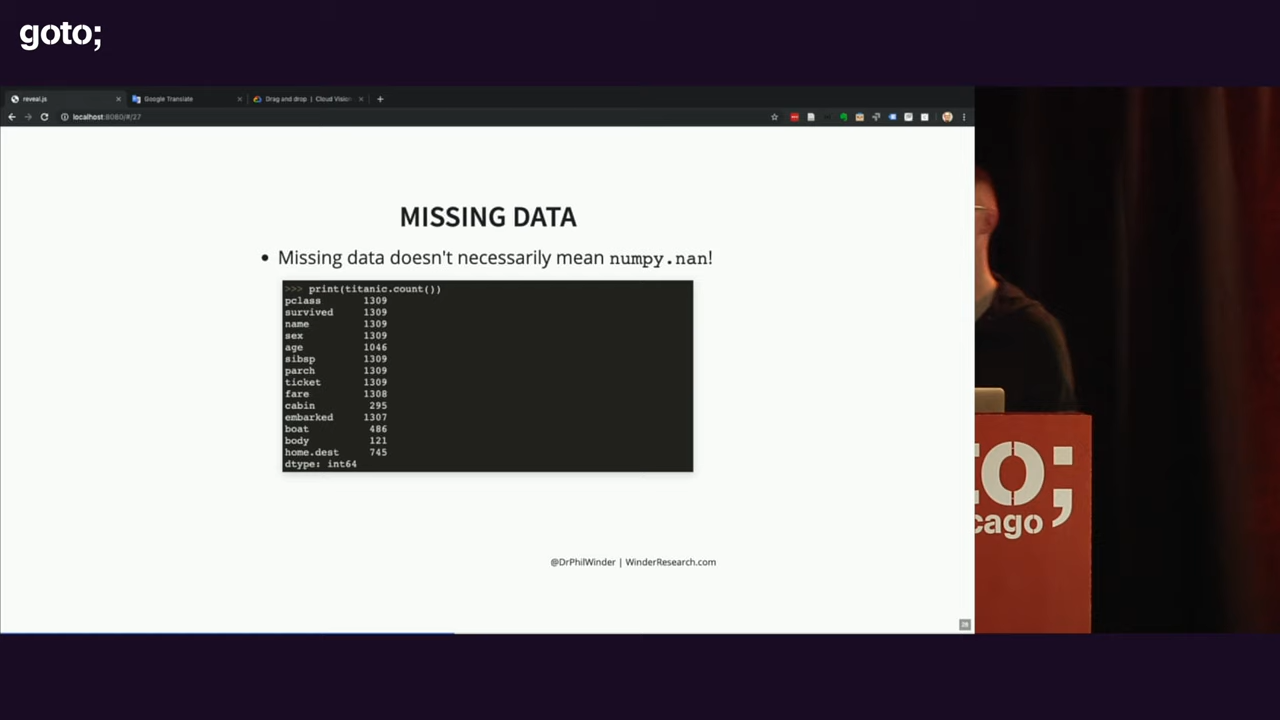 goto;
reveal.js
Google Translate
Drag and drop | Cloud Vision
localhost:8080/#/27
MISSING DATA
• Missing data doesn't necessarily mean numpy.nan!
>>> print(titanic.count())
pclass 1309
survived 1309
name 1309
sex 1309
age 1046
sibsp 1309
parch 1309
ticket 1309
fare 1308
cabin 295
embarked 1307
boat 486
body 121
home.dest 745
dtype: int64
@DrPhilWinder | WinderResearch.com
to;
cago